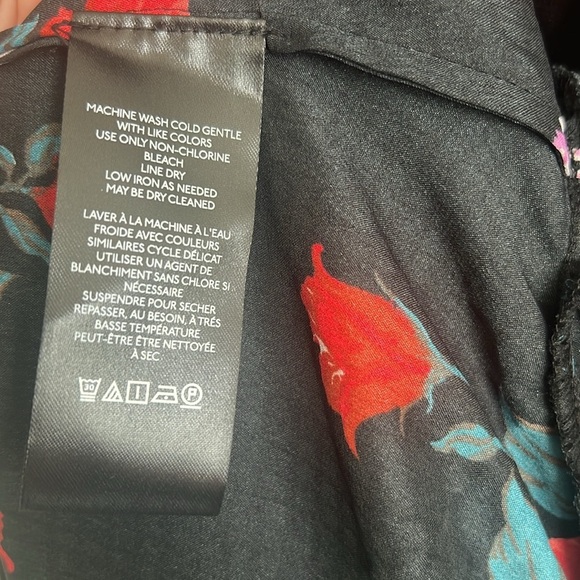 MACHINE WASH COLD GENTLE
WITH LIKE COLORS
USE ONLY NON-CHLORINE
BLEACH
LINE DRY
LOW IRON AS NEEDED
MAY BE DRY CLEANED
LAVER À LA MACHINE À L'EAU
FROIDE AVEC COULEURS
SIMILAIRES CYCLE DÉLICAT
UTILISER UN AGENT DE
BLANCHIMENT SANS CHLORE SI
NÉCESSAIRE
SUSPENDRE POUR SECHER
REPASSER, AU BESOIN, À TRÉS
BASSE TEMPÉRATURE
PEUT-ÊTRE ÊTRE NETTOYÉE
À SEC
30 P